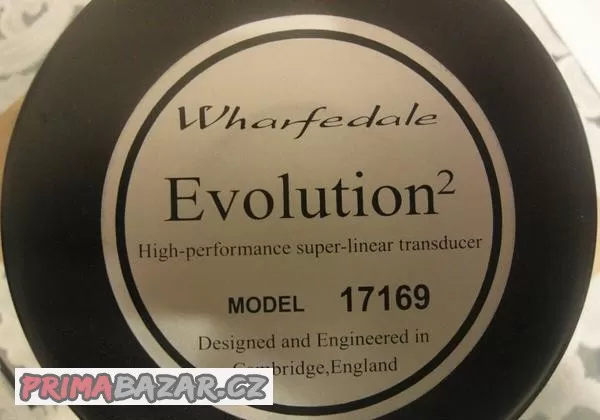 Wharfedale
Evolution²
High-performance super-linear transducer
MODEL 17169
Designed and Engineered in
Cambridge,England
PRIMABAZAR.CZ